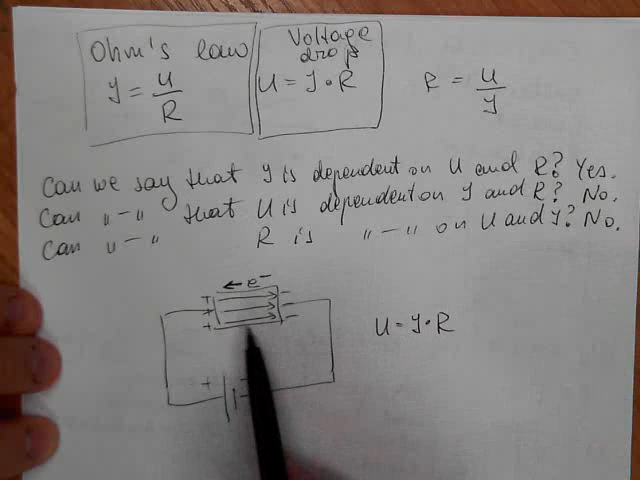 Ohm's law
Voltage
drop
У = U/R
U = У · R
R = U/У
Can we say that У is dependent on U and R? Yes.
Can "–" that U is dependent on У and R? No.
Can "–" R is "–" on U and У? No.
← e⁻
+ –
+ –
+ –
U = У · R
+ –